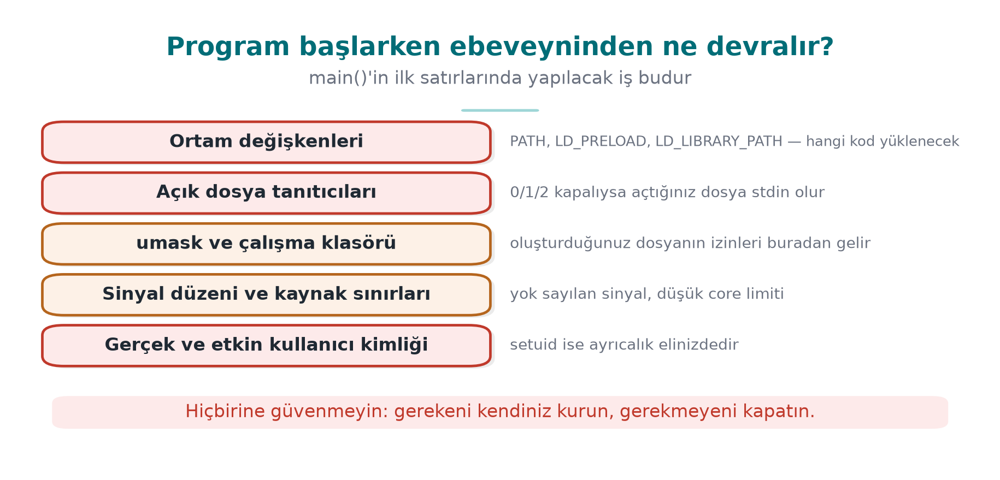 Program başlarken ebeveyninden ne devralır?
main()'in ilk satırlarında yapılacak iş budur
Ortam değişkenleri
PATH, LD_PRELOAD, LD_LIBRARY_PATH — hangi kod yüklenecek
Açık dosya tanıtıcıları
0/1/2 kapalıysa açtığınız dosya stdin olur
umask ve çalışma klasörü
oluşturduğunuz dosyanın izinleri buradan gelir
Sinyal düzeni ve kaynak sınırları
yok sayılan sinyal, düşük core limiti
Gerçek ve etkin kullanıcı kimliği
setuid ise ayrıcalık elinizdedir
Hiçbirine güvenmeyin: gerekeni kendiniz kurun, gerekmeyeni kapatın.